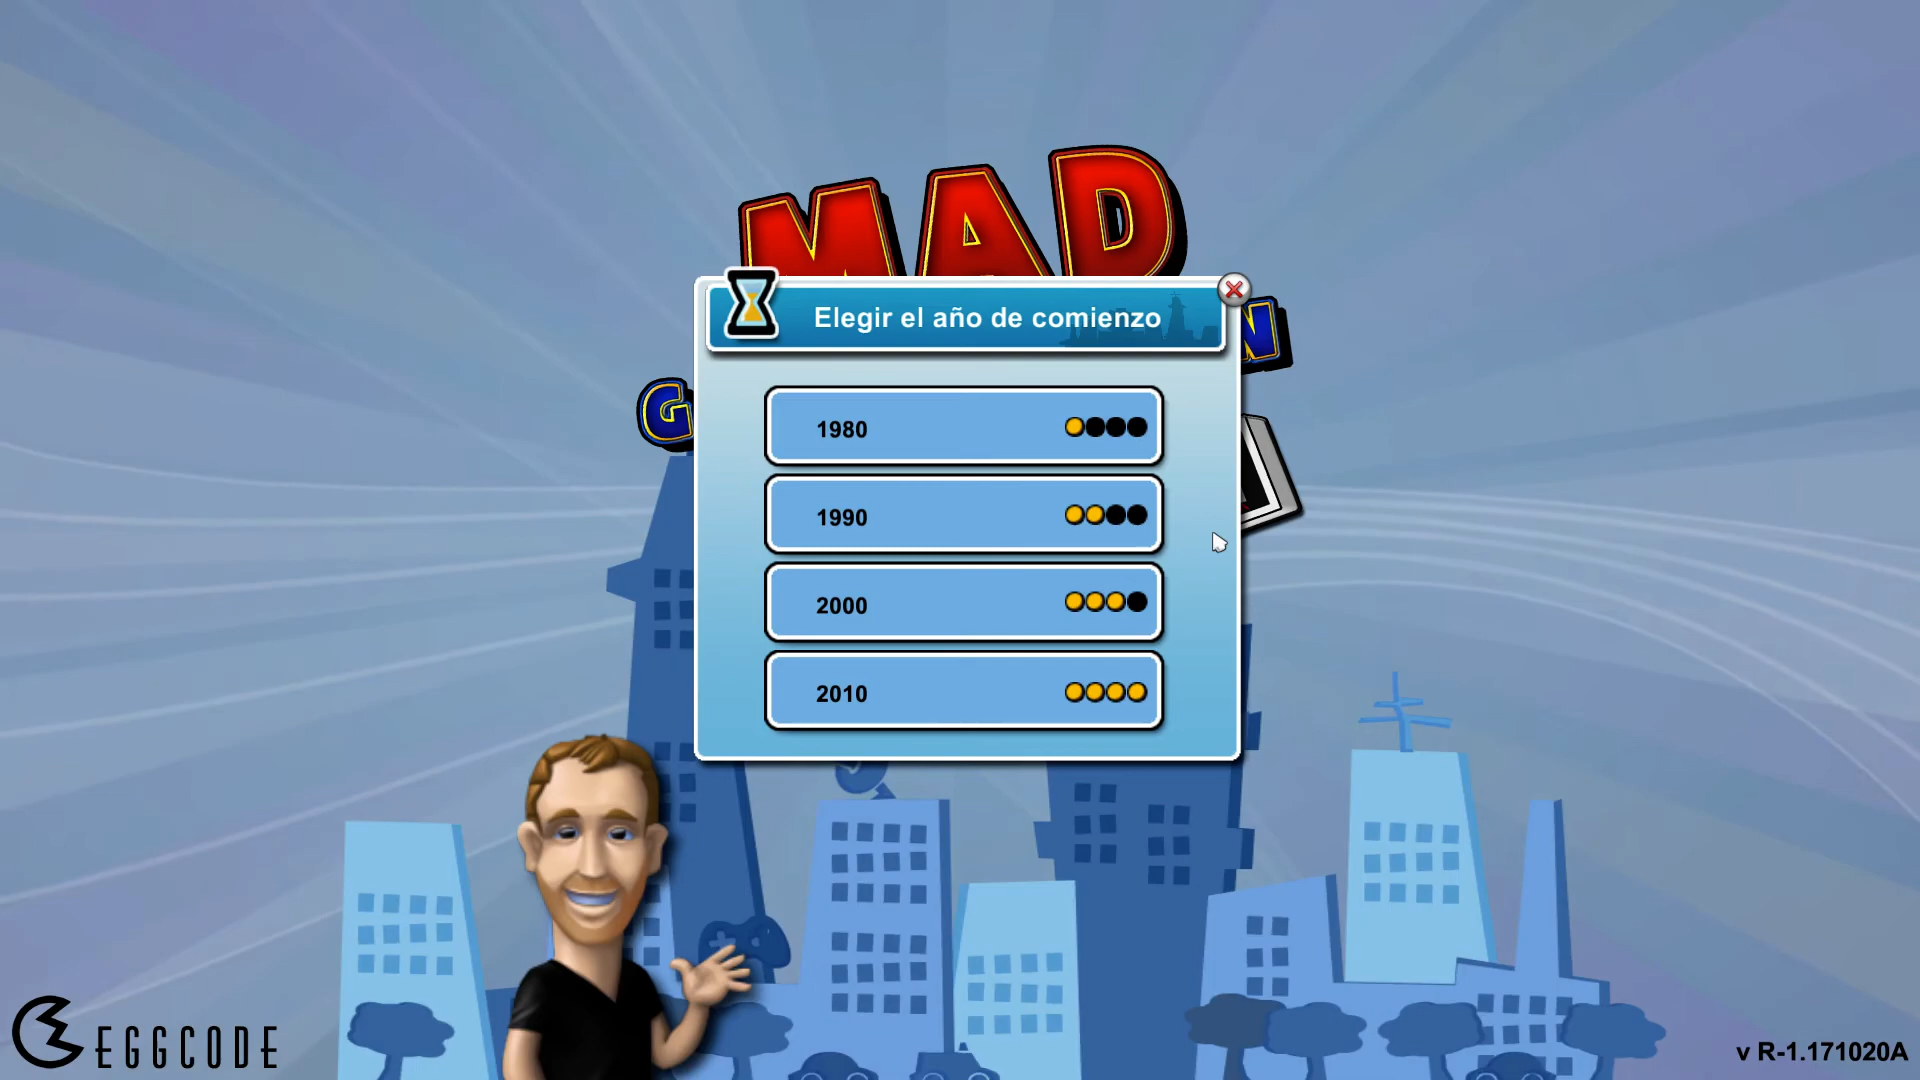 MAD
G
N
Elegir el año de comienzo
1980
1990
2000
2010
EGGCODE
v R-1.171020A